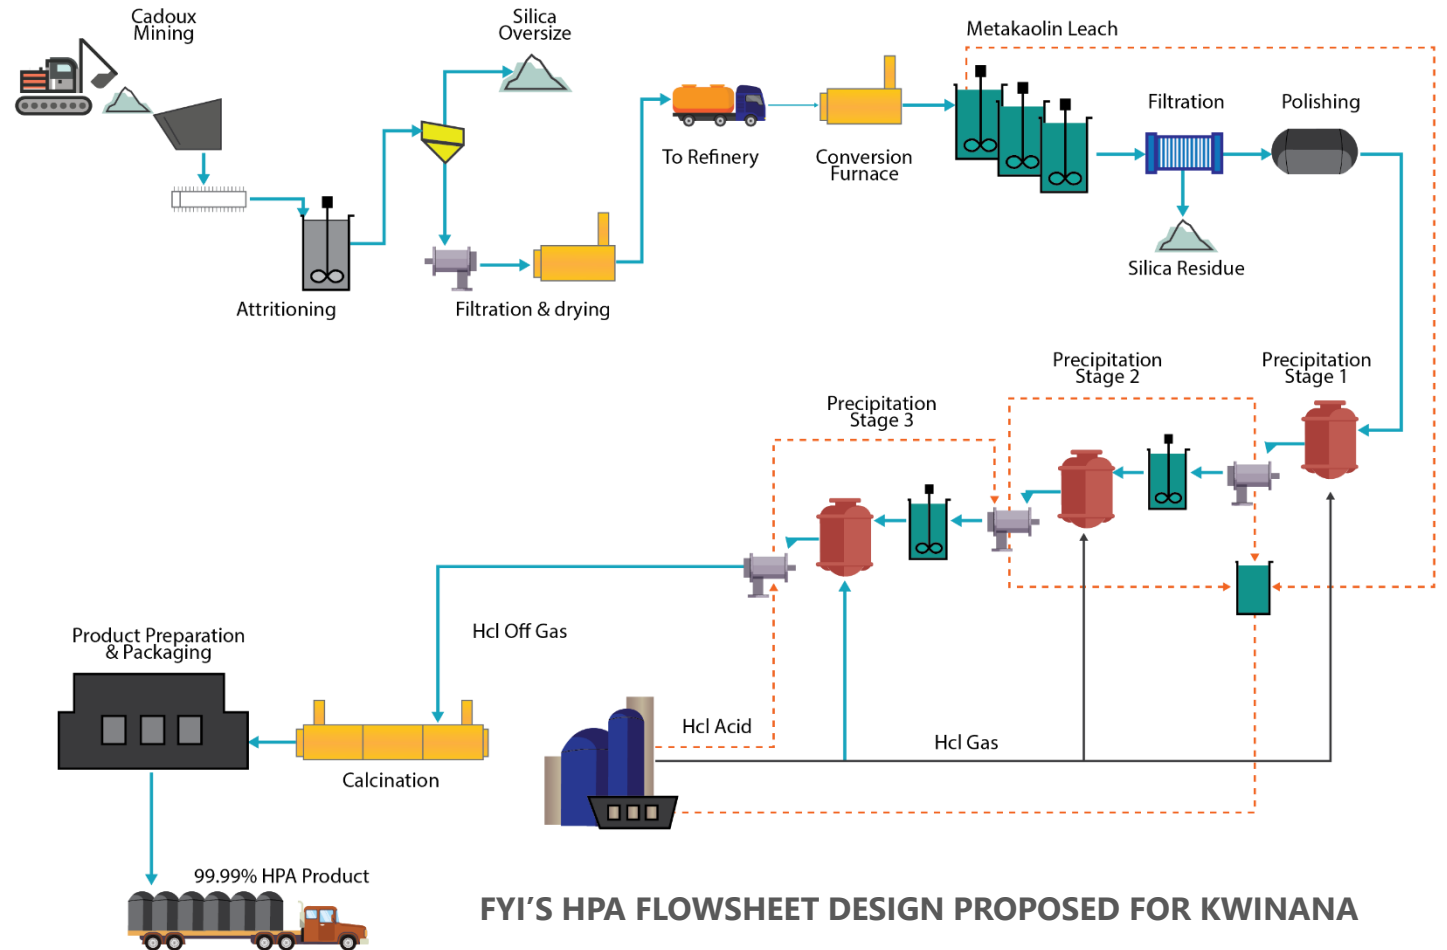 Cadoux
Mining
Silica
Oversize
Metakaolin Leach
Filtration
Polishing
To Refinery
Conversion
Furnace
Silica Residue
Attritioning
Filtration & drying
Precipitation
Stage 3
Precipitation
Stage 2
Precipitation
Stage 1
Hcl Off Gas
Product Preparation
& Packaging
Hcl Acid
Hcl Gas
Calcination
99.99% HPA Product
FYI’S HPA FLOWSHEET DESIGN PROPOSED FOR KWINANA